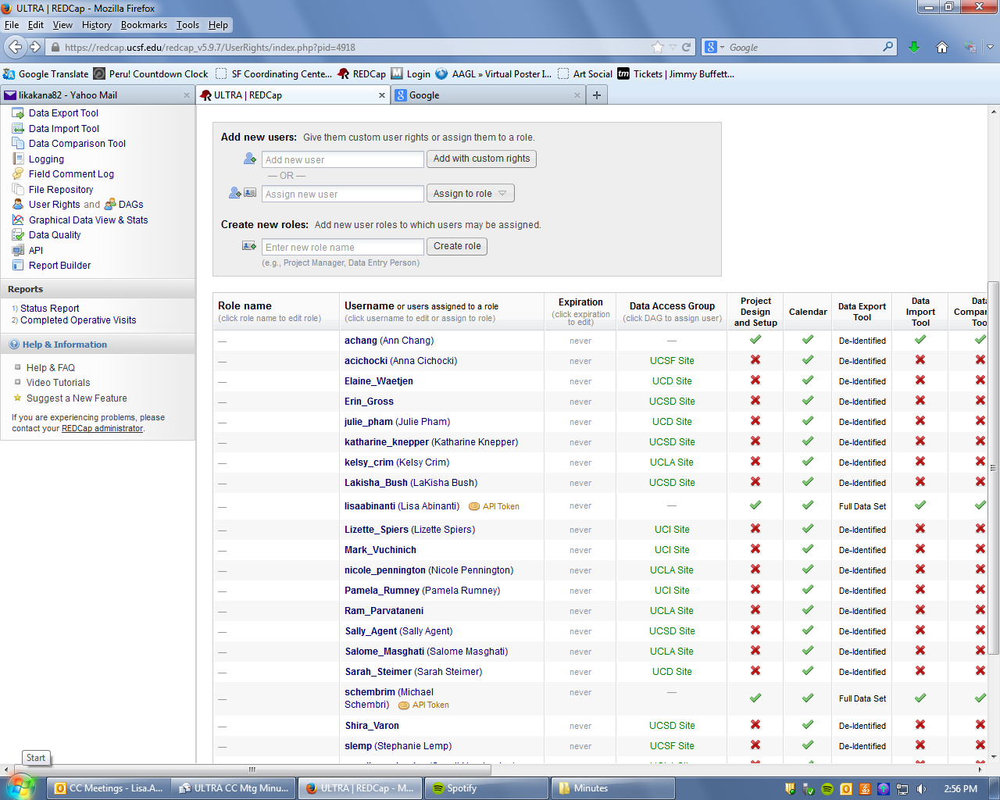 ULTRA | REDCap - Mozilla Firefox
File Edit View History Bookmarks Tools Help
https://redcap.ucsf.edu/redcap_v5.9.7/UserRights/index.php?pid=4918
Google
Google Translate Peru! Countdown Clock SF Coordinating Cente... REDCap Login AAGL » Virtual Poster I... Art Social tm Tickets | Jimmy Buffett...
likakana82 - Yahoo Mail ULTRA | REDCap Google
Data Export Tool
Data Import Tool
Data Comparison Tool
Logging
Field Comment Log
File Repository
User Rights and DAGs
Graphical Data View & Stats
Data Quality
API
Report Builder
Reports
1) Status Report
2) Completed Operative Visits
Help & Information
Help & FAQ
Video Tutorials
Suggest a New Feature
If you are experiencing problems, please
contact your REDCap administrator.
Add new users: Give them custom user rights or assign them to a role.
Add new user Add with custom rights
— OR —
Assign new user Assign to role
Create new roles: Add new user roles to which users may be assigned.
Enter new role name Create role
(e.g., Project Manager, Data Entry Person)
Role name
(click role name to edit role)
Username or users assigned to a role
(click username to edit or assign to role)
Expiration
(click expiration
to edit)
Data Access Group
(click DAG to assign user)
Project
Design
and Setup
Calendar
Data Export
Tool
Data
Import
Tool
Data
Compar
Too
— achang (Ann Chang) never — De-Identified
— acichocki (Anna Cichocki) never UCSF Site De-Identified
— Elaine_Waetjen never UCD Site De-Identified
— Erin_Gross never UCSD Site De-Identified
— julie_pham (Julie Pham) never UCD Site De-Identified
— katharine_knepper (Katharine Knepper) never UCSD Site De-Identified
— kelsy_crim (Kelsy Crim) never UCLA Site De-Identified
— Lakisha_Bush (LaKisha Bush) never UCSD Site De-Identified
— lisaabinanti (Lisa Abinanti) API Token never — Full Data Set
— Lizette_Spiers (Lizette Spiers) never UCI Site De-Identified
— Mark_Vuchinich never UCI Site De-Identified
— nicole_pennington (Nicole Pennington) never UCLA Site De-Identified
— Pamela_Rumney (Pamela Rumney) never UCI Site De-Identified
— Ram_Parvataneni never UCLA Site De-Identified
— Sally_Agent (Sally Agent) never UCSD Site De-Identified
— Salome_Masghati (Salome Masghati) never UCLA Site De-Identified
— Sarah_Steimer (Sarah Steimer) never UCD Site De-Identified
— schembrim (Michael never — Full Data Set
Schembri) API Token
— Shira_Varon never UCSD Site De-Identified
— slemp (Stephanie Lemp) never UCSF Site De-Identified
Start
CC Meetings - Lisa.A... ULTRA CC Mtg Minu... ULTRA | REDCap - M... Spotify Minutes 2:56 PM